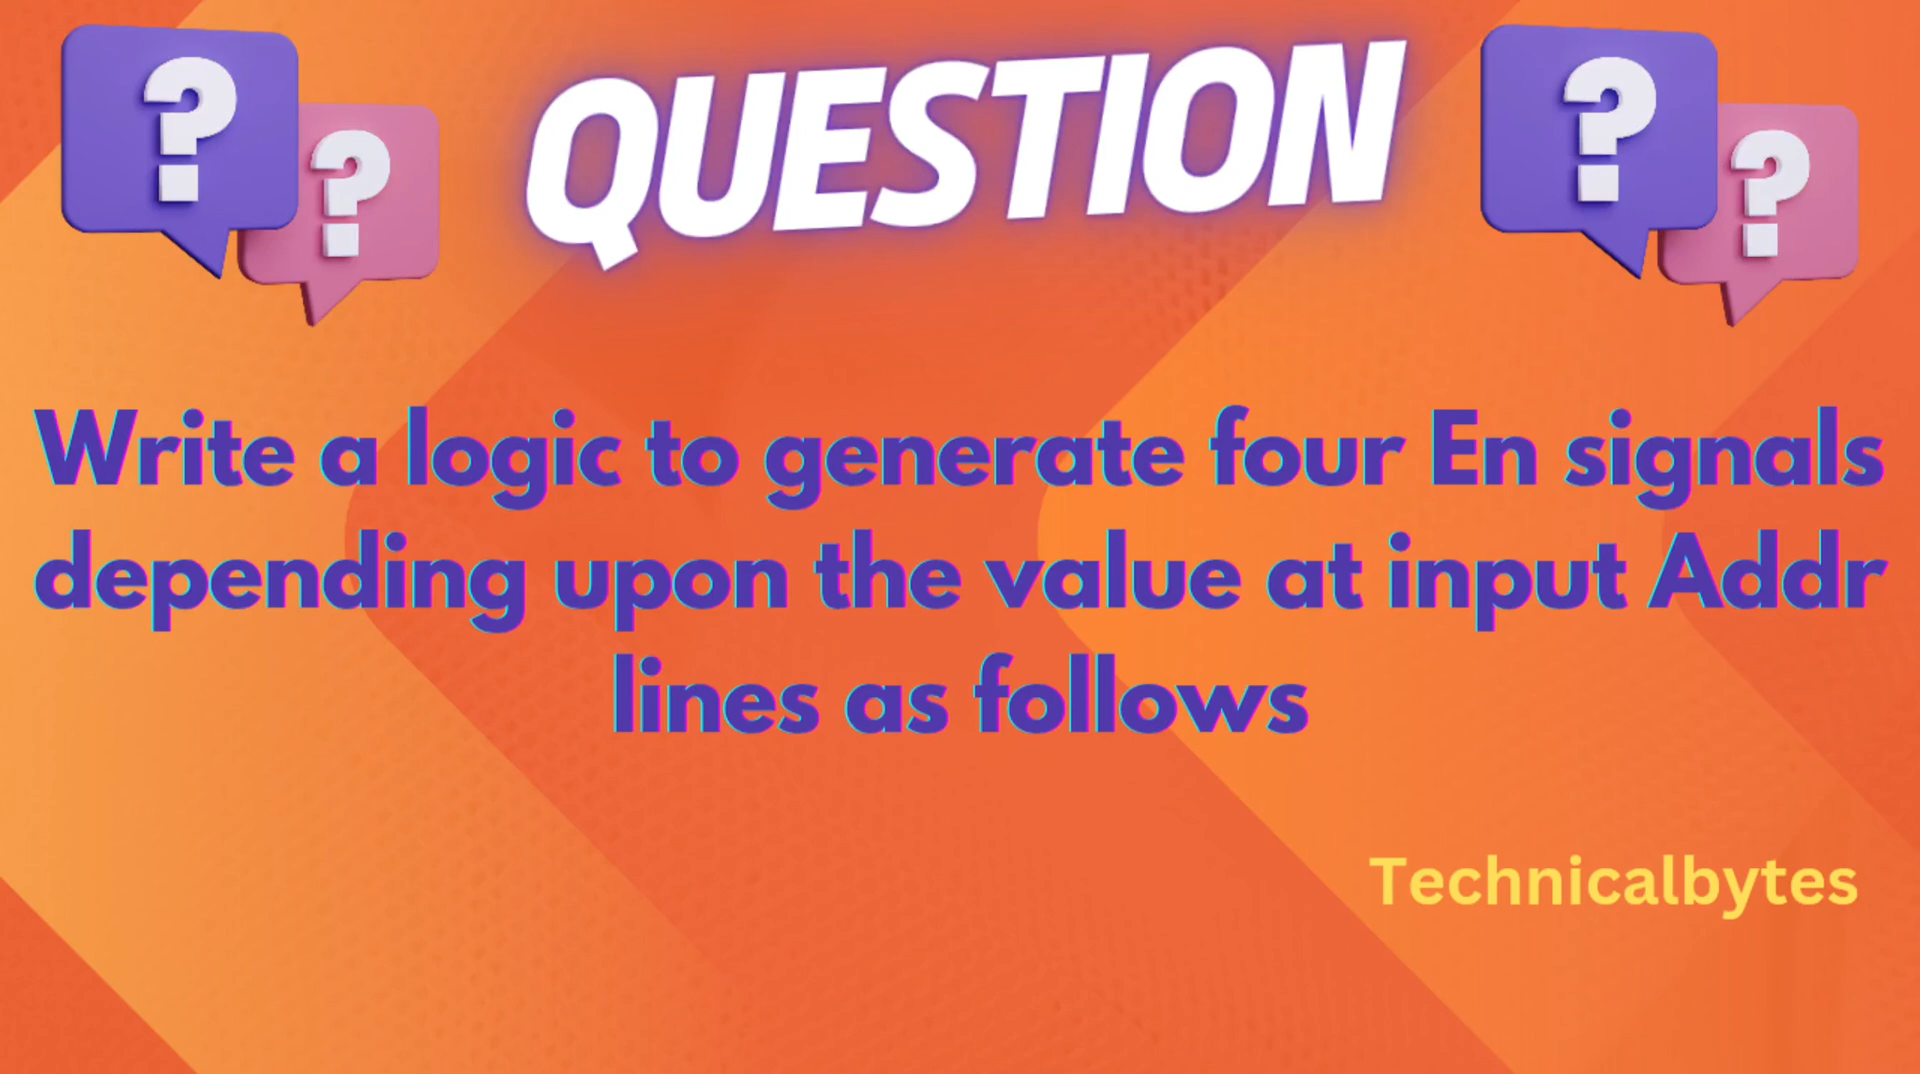 ? ? QUESTION ? ?
Write a logic to generate four En signals
depending upon the value at input Addr
lines as follows
Technicalbytes